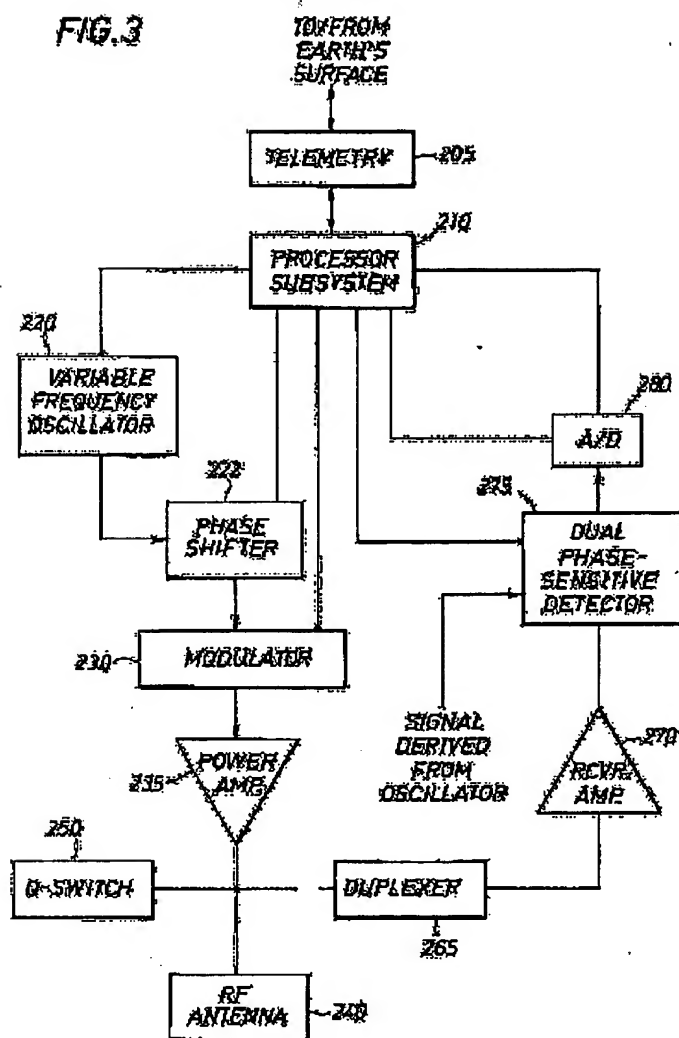 FIG.3
TO/FROM
EARTH'S
SURFACE
TELEMETRY
205
210
PROCESSOR
SUBSYSTEM
220
VARIABLE
FREQUENCY
OSCILLATOR
280
A/D
222
PHASE
SHIFTER
275
DUAL
PHASE-
SENSITIVE
DETECTOR
230
MODULATOR
SIGNAL
DERIVED
FROM
OSCILLATOR
235
POWER
AMP
270
RCVR.
AMP.
250
Q-SWITCH
DUPLEXER
265
RF
ANTENNA
240